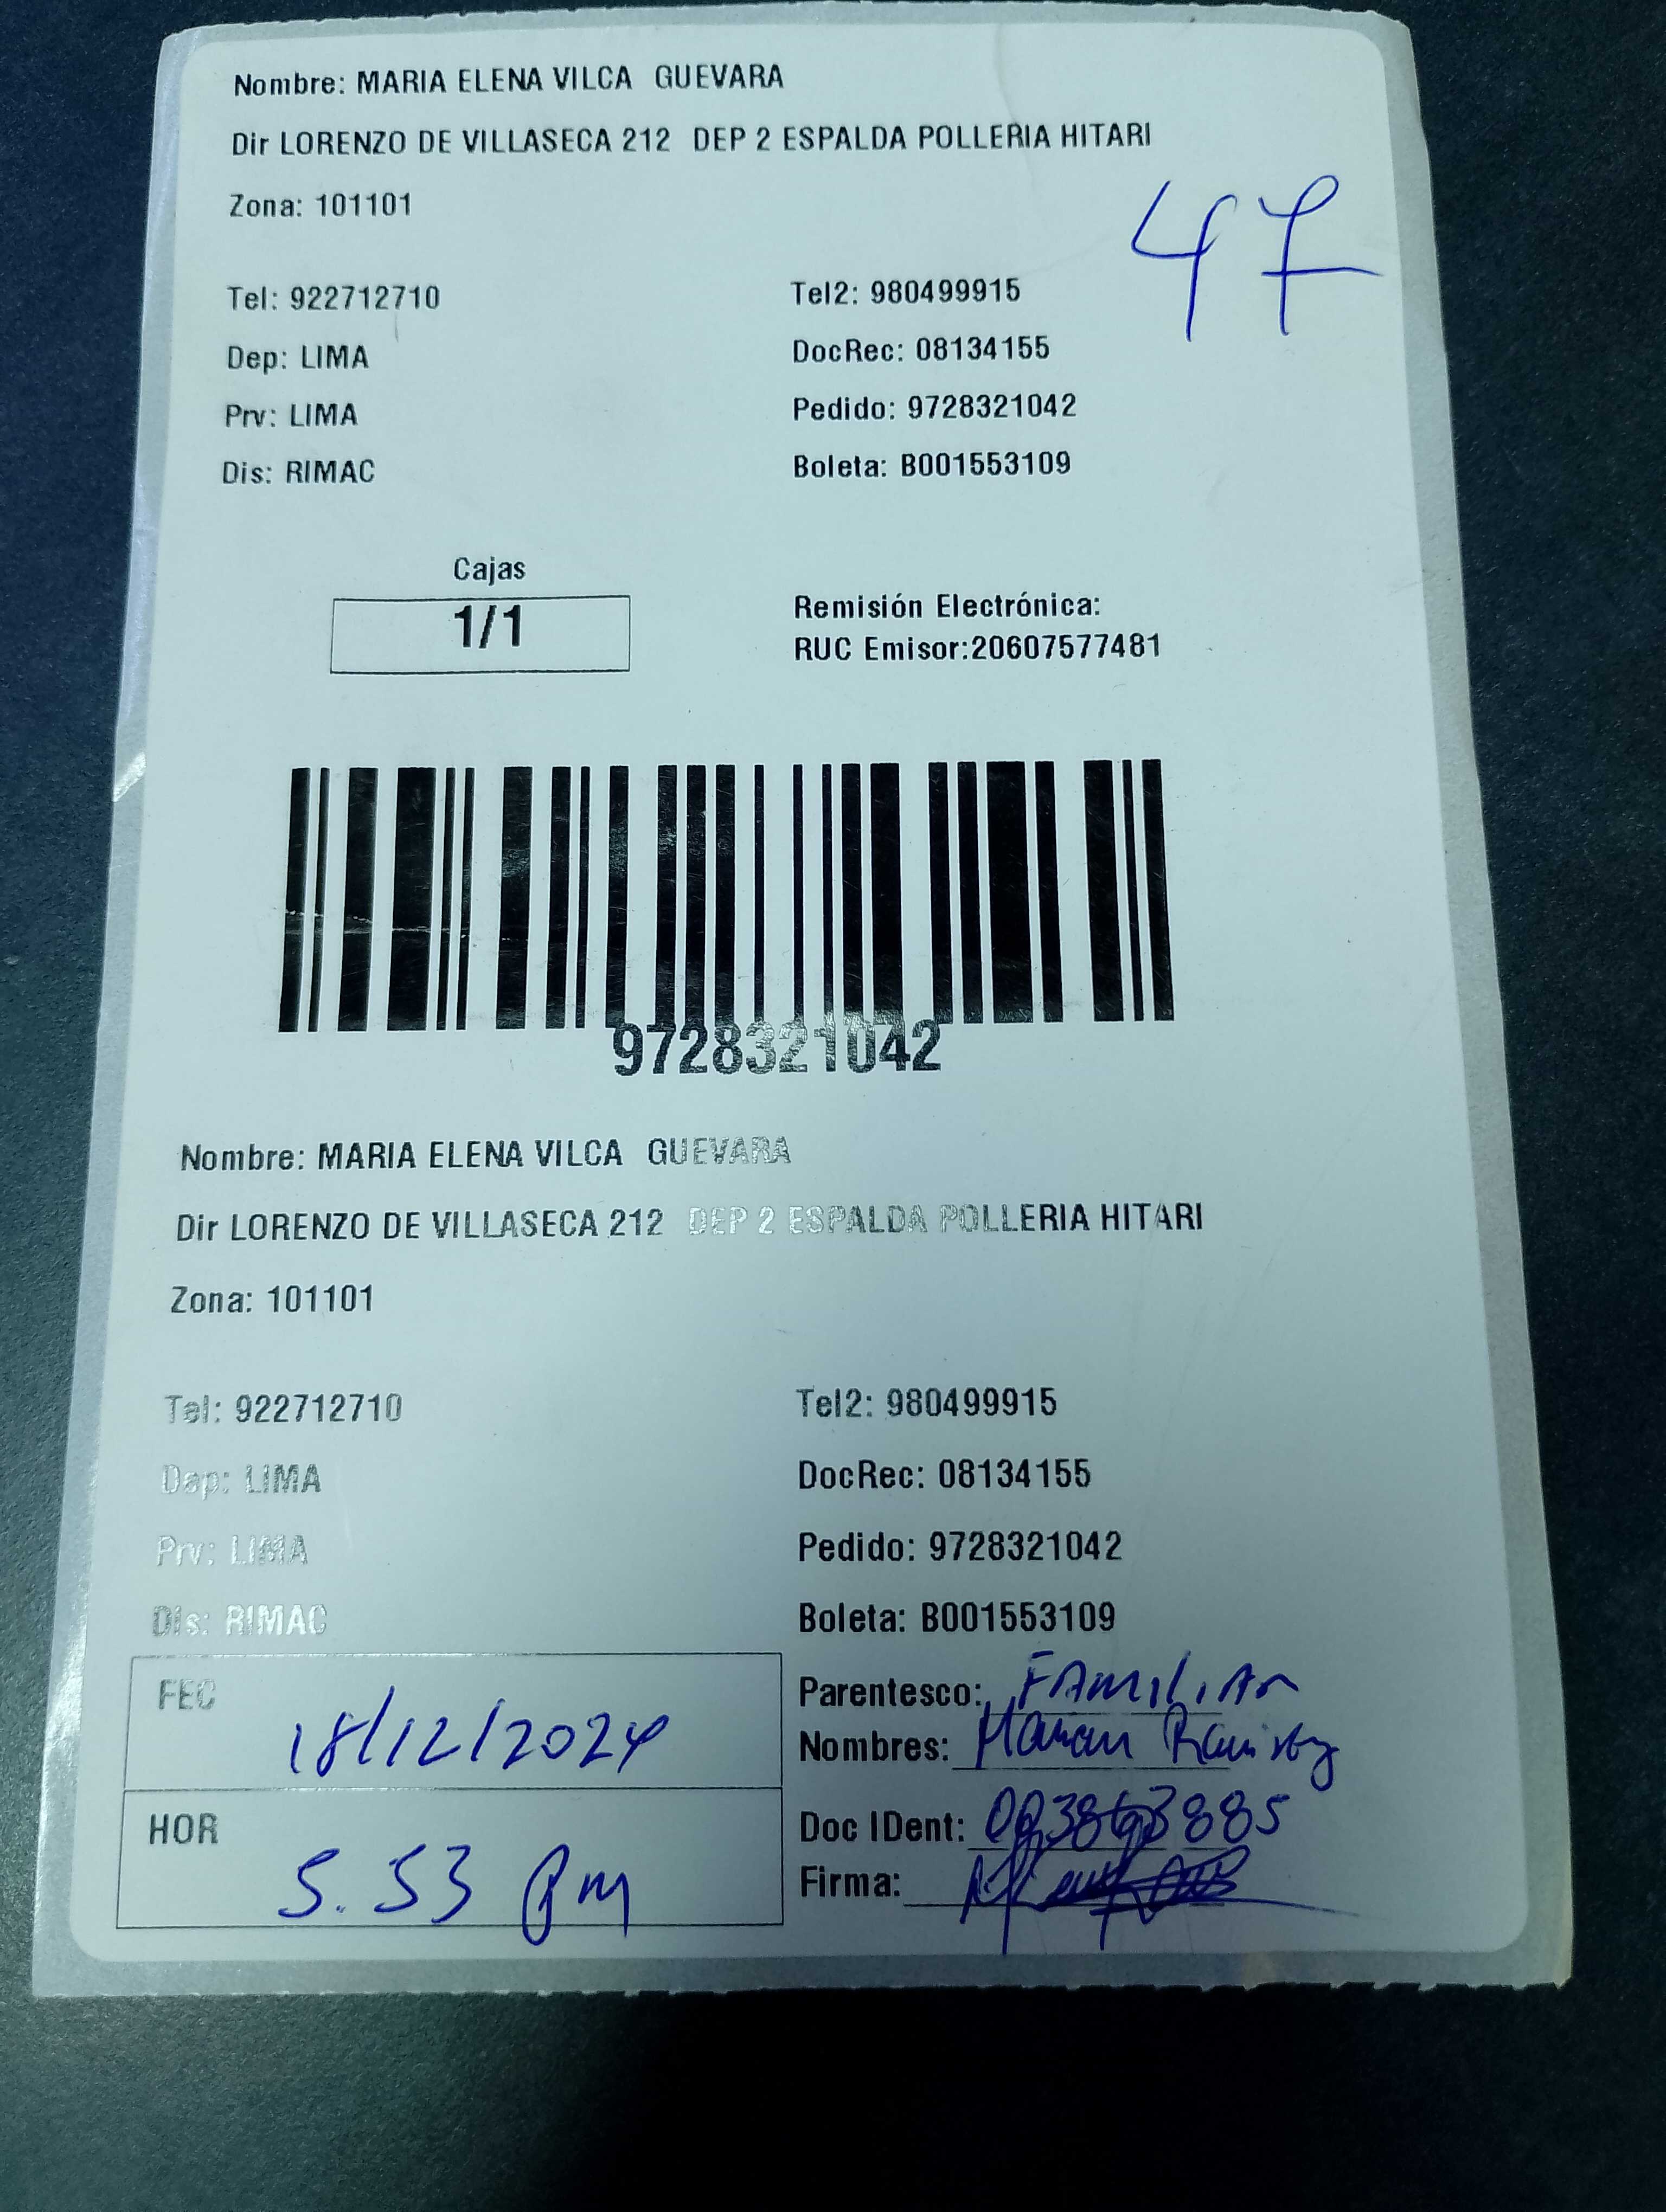 Nombre: MARIA ELENA VILCA GUEVARA
Dir LORENZO DE VILLASECA 212 DEP 2 ESPALDA POLLERIA HITARI
Zona: 101101
47
Tel: 922712710 Tel2: 980499915
Dep: LIMA DocRec: 08134155
Prv: LIMA Pedido: 9728321042
Dis: RIMAC Boleta: B001553109
Cajas
1/1
Remisión Electrónica:
RUC Emisor:20607577481
9728321042
Nombre: MARIA ELENA VILCA GUEVARA
Dir LORENZO DE VILLASECA 212 DEP 2 ESPALDA POLLERIA HITARI
Zona: 101101
Tel: 922712710 Tel2: 980499915
Dep: LIMA DocRec: 08134155
Prv: LIMA Pedido: 9728321042
Dis: RIMAC Boleta: B001553109
FEC 18/12/2024
HOR 5.53 pm
Parentesco: FAMILIAR
Nombres:
Doc IDent:
Firma: